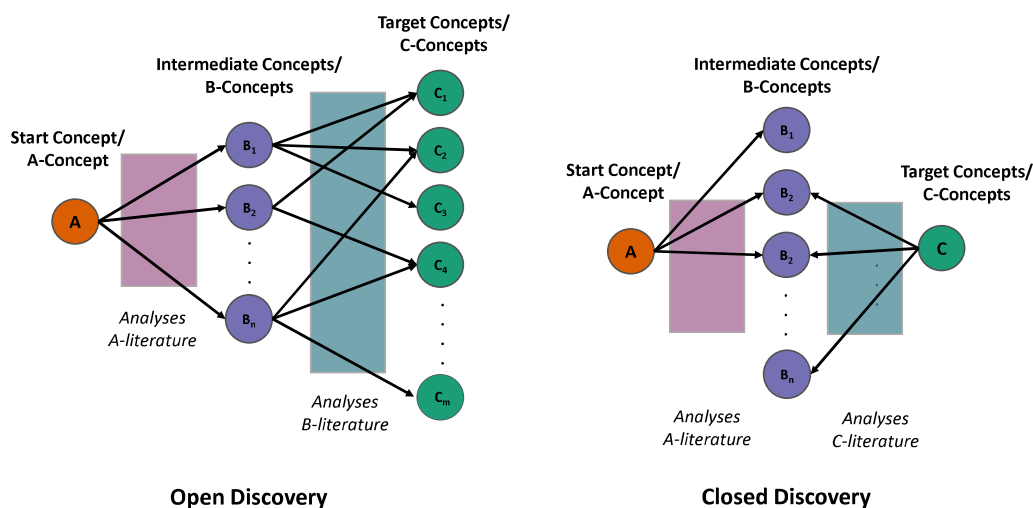 Target Concepts/
C-Concepts
Intermediate Concepts/
B-Concepts
Start Concept/
A-Concept
A
B1
B2
Bn
C1
C2
C3
C4
Cm
Analyses
A-literature
Analyses
B-literature
Open Discovery
Intermediate Concepts/
B-Concepts
Start Concept/
A-Concept
Target Concepts/
C-Concepts
A
B1
B2
B2
Bn
C
Analyses
A-literature
Analyses
C-literature
Closed Discovery